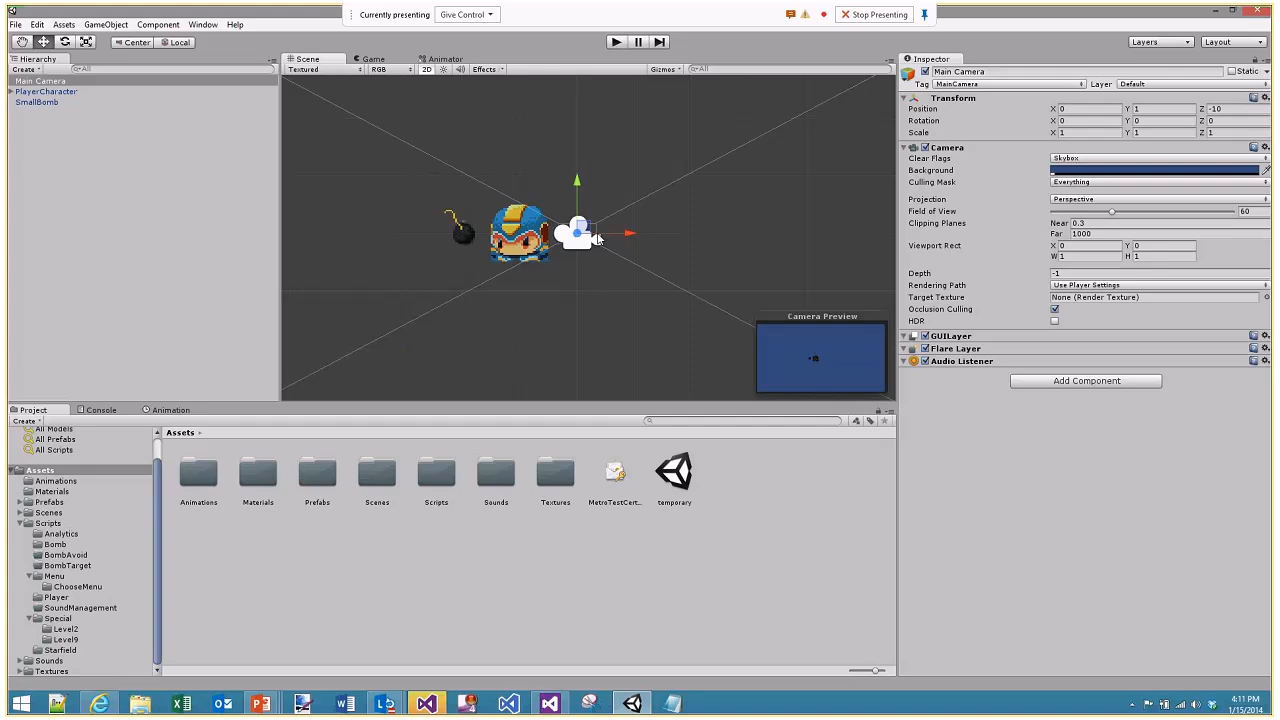 Currently presenting Give Control Stop Presenting
File Edit Assets GameObject Component Window Help
Center Local Layers Layout
Hierarchy Scene Game Animator Inspector
Create All Textured RGB 2D Effects Gizmos All Main Camera Static
Main Camera Tag MainCamera Layer Default
PlayerCharacter
SmallBomb
Transform
Position X 0 Y 1 Z -10
Rotation X 0 Y 0 Z 0
Scale X 1 Y 1 Z 1
Camera
Clear Flags Skybox
Background
Culling Mask Everything
Projection Perspective
Field of View 60
Clipping Planes Near 0.3
Far 1000
Viewport Rect X 0 Y 0
W 1 H 1
Depth -1
Rendering Path Use Player Settings
Target Texture None (Render Texture)
Occlusion Culling
HDR
Camera Preview
GUILayer
Flare Layer
Audio Listener
Add Component
Project Console Animation
Create
All Models
All Prefabs
All Scripts
Assets
Assets
Animations
Materials
Prefabs
Scenes
Scripts
Analytics
Bomb
BombAvoid
BombTarget
Menu
ChooseMenu
Player
SoundManagement
Special
Level2
Level9
Starfield
Sounds
Textures
Animations Materials Prefabs Scenes Scripts Sounds Textures MetroTestCert... temporary
4:11 PM
1/15/2014